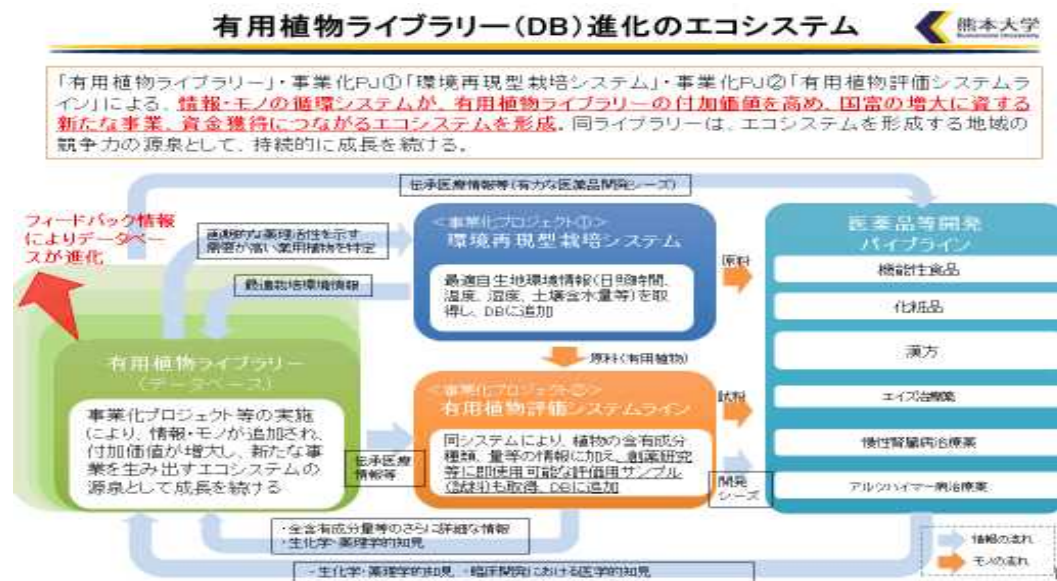 有用植物ライブラリー(DB)進化のエコシステム
熊本大学
「有用植物ライブラリー」・事業化PJ①「環境再現型栽培システム」・事業化PJ②「有用植物評価システムラ
イン」による、情報・モノの循環システムが、有用植物ライブラリーの付加価値を高め、国富の増大に資する
新たな事業、資金獲得につながるエコシステムを形成。同ライブラリーは、エコシステムを形成する地域の
競争力の源泉として、持続的に成長を続ける。
伝承医療情報等(有力な医薬品開発シーズ)
フィードバック情報
によりデータベー
スが進化
画期的な薬理活性を示す
需要が高い薬用植物を特定
最適栽培環境情報
<事業化プロジェクト①>
環境再現型栽培システム
最適自生地環境情報(日照時間、
温度、湿度、土壌含水量等)を取
得し、DBに追加
原料
医薬品等開発
パイプライン
機能性食品
化粧品
漢方
エイズ治療薬
慢性腎臓病治療薬
アルツハイマー病治療薬
原料(有用植物)
有用植物ライブラリー
(データベース)
事業化プロジェクト等の実施
により、情報・モノが追加され、
付加価値が増大し、新たな事
業を生み出すエコシステムの
源泉として成長を続ける
伝承医療
情報等
<事業化プロジェクト②>
有用植物評価システムライン
同システムにより、植物の含有成分
種類、量等の情報に加え、創薬研究
等に即使用可能な評価用サンプル
(試料)も取得、DBに追加
試料
開発
シーズ
・全含有成分量等のさらに詳細な情報
・生化学・薬理学的知見
・生化学・薬理学的知見 ・臨床開発における医学的知見
情報の流れ
モノの流れ